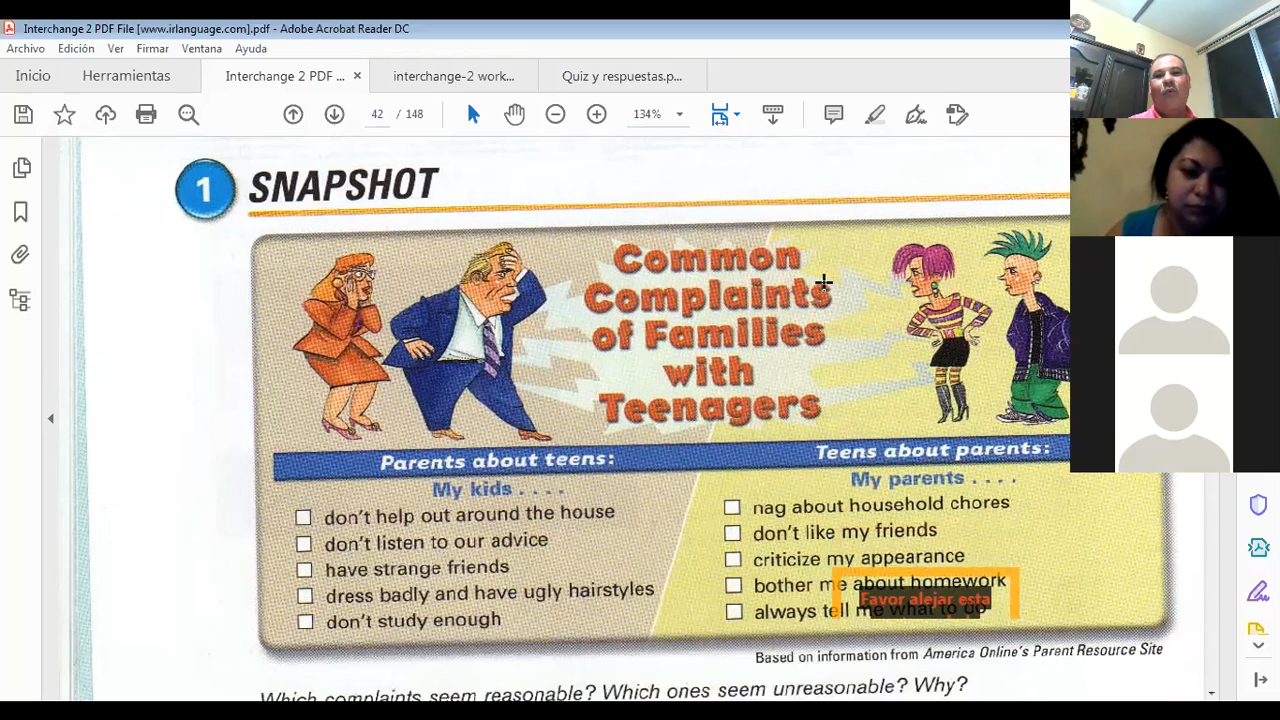 Interchange 2 PDF File [www.irlanguage.com].pdf - Adobe Acrobat Reader DC
Archivo Edición Ver Firmar Ventana Ayuda
Inicio Herramientas Interchange 2 PDF ... × interchange-2 work... Quiz y respuestas.p...
42 / 148 134%
1 SNAPSHOT
Common
Complaints
of Families
with
Teenagers
Parents about teens:
My kids . . . .
don't help out around the house
don't listen to our advice
have strange friends
dress badly and have ugly hairstyles
don't study enough
Teens about parents:
My parents . . . .
nag about household chores
don't like my friends
criticize my appearance
bother me about homework
always tell me what to do
Favor alejar esta
Based on information from America Online's Parent Resource Site
Which complaints seem reasonable? Which ones seem unreasonable? Why?